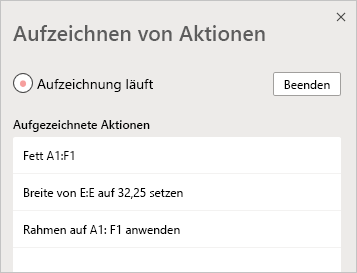 Aufzeichnen von Aktionen
Aufzeichnung läuft
Beenden
Aufgezeichnete Aktionen
Fett A1:F1
Breite von E:E auf 32,25 setzen
Rahmen auf A1: F1 anwenden